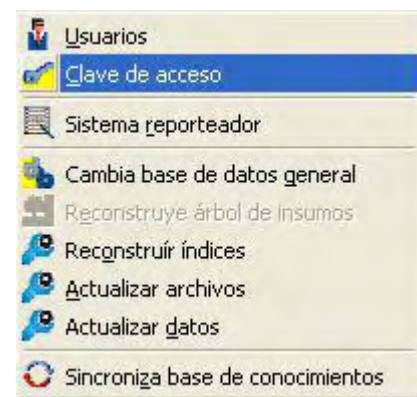 Usuarios
Clave de acceso
Sistema reporteador
Cambia base de datos general
Reconstruye árbol de insumos
Reconstruír índices
Actualizar archivos
Actualizar datos
Sincroniza base de conocimientos